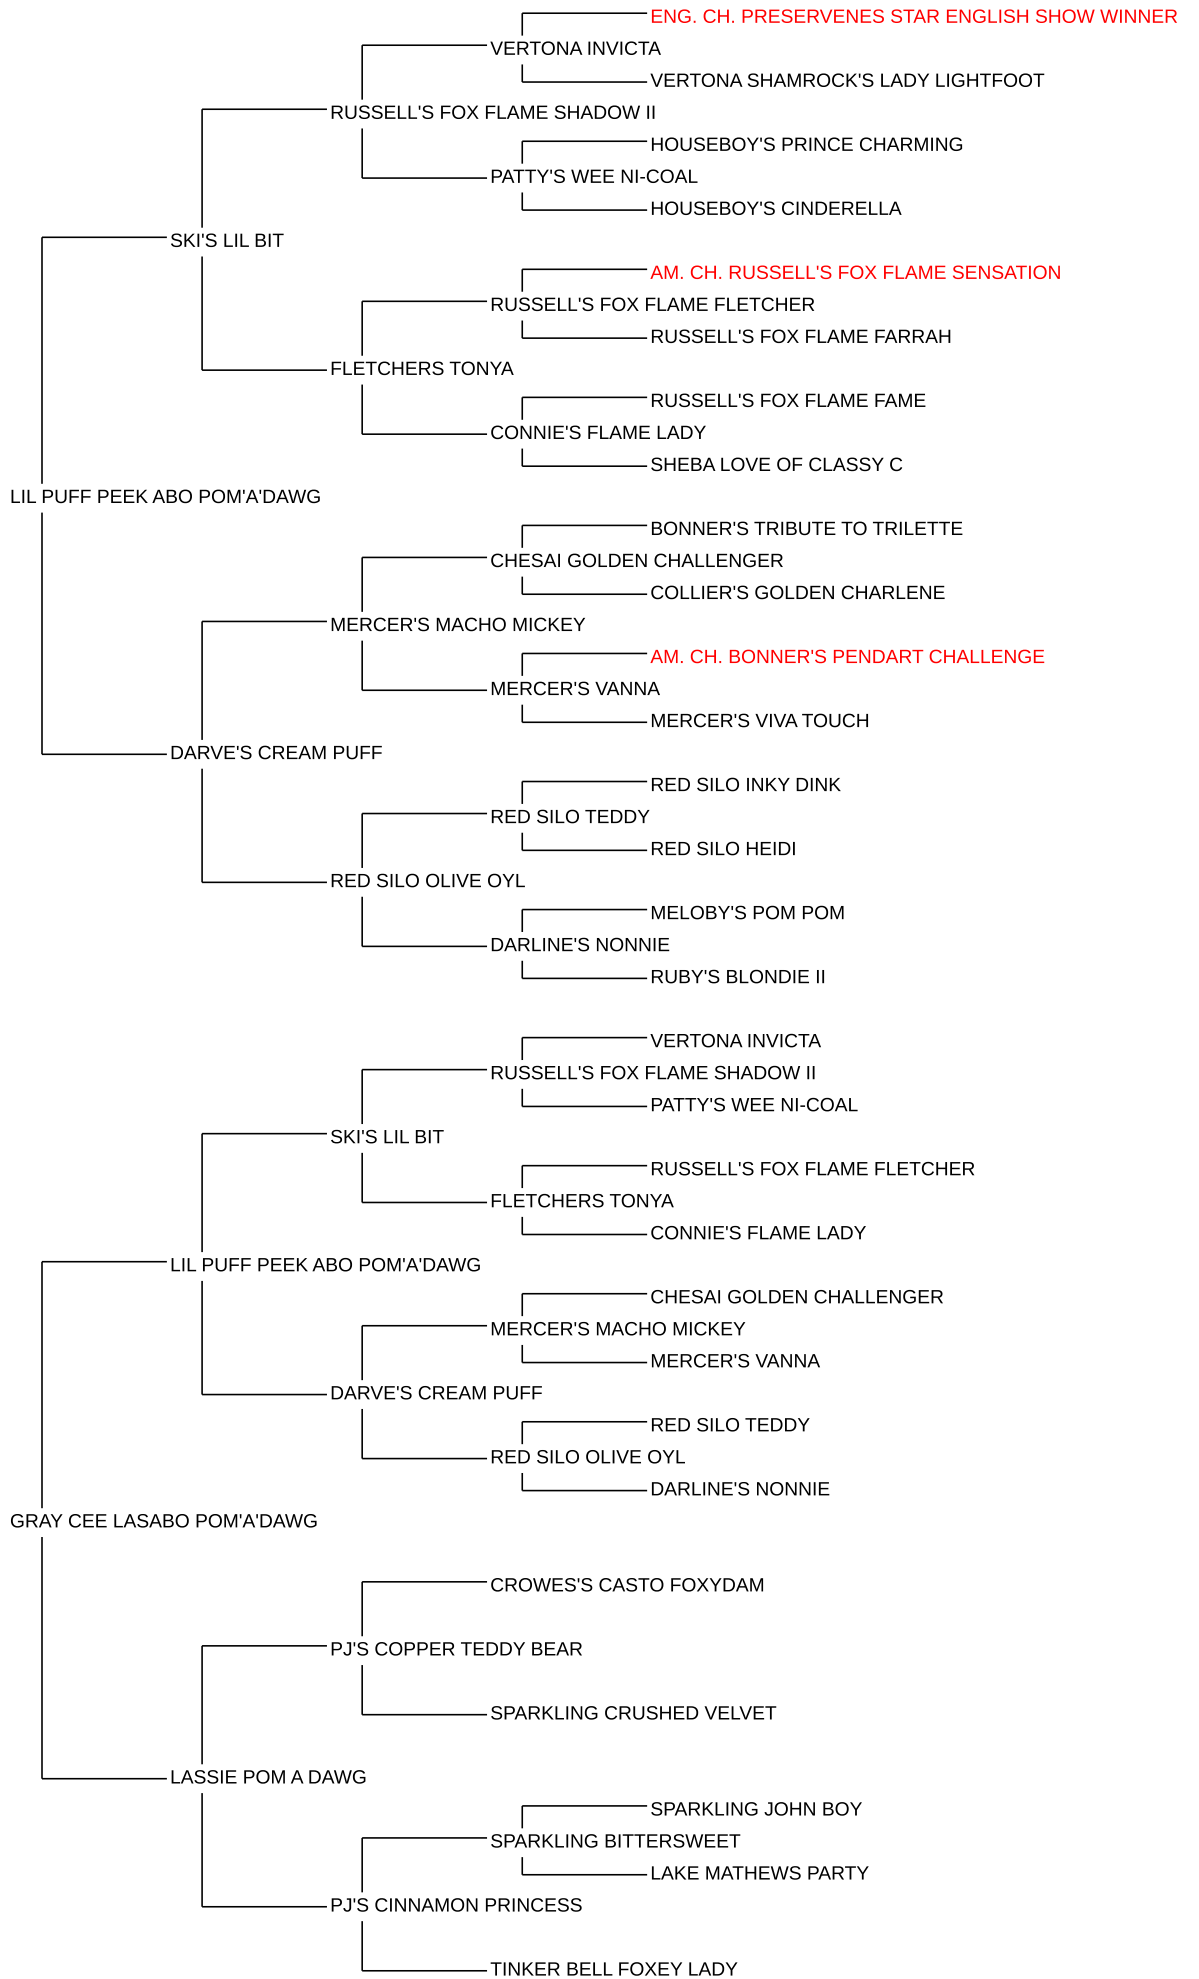 ENG. CH. PRESERVENES STAR ENGLISH SHOW WINNER
VERTONA INVICTA
VERTONA SHAMROCK'S LADY LIGHTFOOT
RUSSELL'S FOX FLAME SHADOW II
HOUSEBOY'S PRINCE CHARMING
PATTY'S WEE NI-COAL
HOUSEBOY'S CINDERELLA
SKI'S LIL BIT
AM. CH. RUSSELL'S FOX FLAME SENSATION
RUSSELL'S FOX FLAME FLETCHER
RUSSELL'S FOX FLAME FARRAH
FLETCHERS TONYA
RUSSELL'S FOX FLAME FAME
CONNIE'S FLAME LADY
SHEBA LOVE OF CLASSY C
LIL PUFF PEEK ABO POM'A'DAWG
BONNER'S TRIBUTE TO TRILETTE
CHESAI GOLDEN CHALLENGER
COLLIER'S GOLDEN CHARLENE
MERCER'S MACHO MICKEY
AM. CH. BONNER'S PENDART CHALLENGE
MERCER'S VANNA
MERCER'S VIVA TOUCH
DARVE'S CREAM PUFF
RED SILO INKY DINK
RED SILO TEDDY
RED SILO HEIDI
RED SILO OLIVE OYL
MELOBY'S POM POM
DARLINE'S NONNIE
RUBY'S BLONDIE II
VERTONA INVICTA
RUSSELL'S FOX FLAME SHADOW II
PATTY'S WEE NI-COAL
SKI'S LIL BIT
RUSSELL'S FOX FLAME FLETCHER
FLETCHERS TONYA
CONNIE'S FLAME LADY
LIL PUFF PEEK ABO POM'A'DAWG
CHESAI GOLDEN CHALLENGER
MERCER'S MACHO MICKEY
MERCER'S VANNA
DARVE'S CREAM PUFF
RED SILO TEDDY
RED SILO OLIVE OYL
DARLINE'S NONNIE
GRAY CEE LASABO POM'A'DAWG
CROWES'S CASTO FOXYDAM
PJ'S COPPER TEDDY BEAR
SPARKLING CRUSHED VELVET
LASSIE POM A DAWG
SPARKLING JOHN BOY
SPARKLING BITTERSWEET
LAKE MATHEWS PARTY
PJ'S CINNAMON PRINCESS
TINKER BELL FOXEY LADY